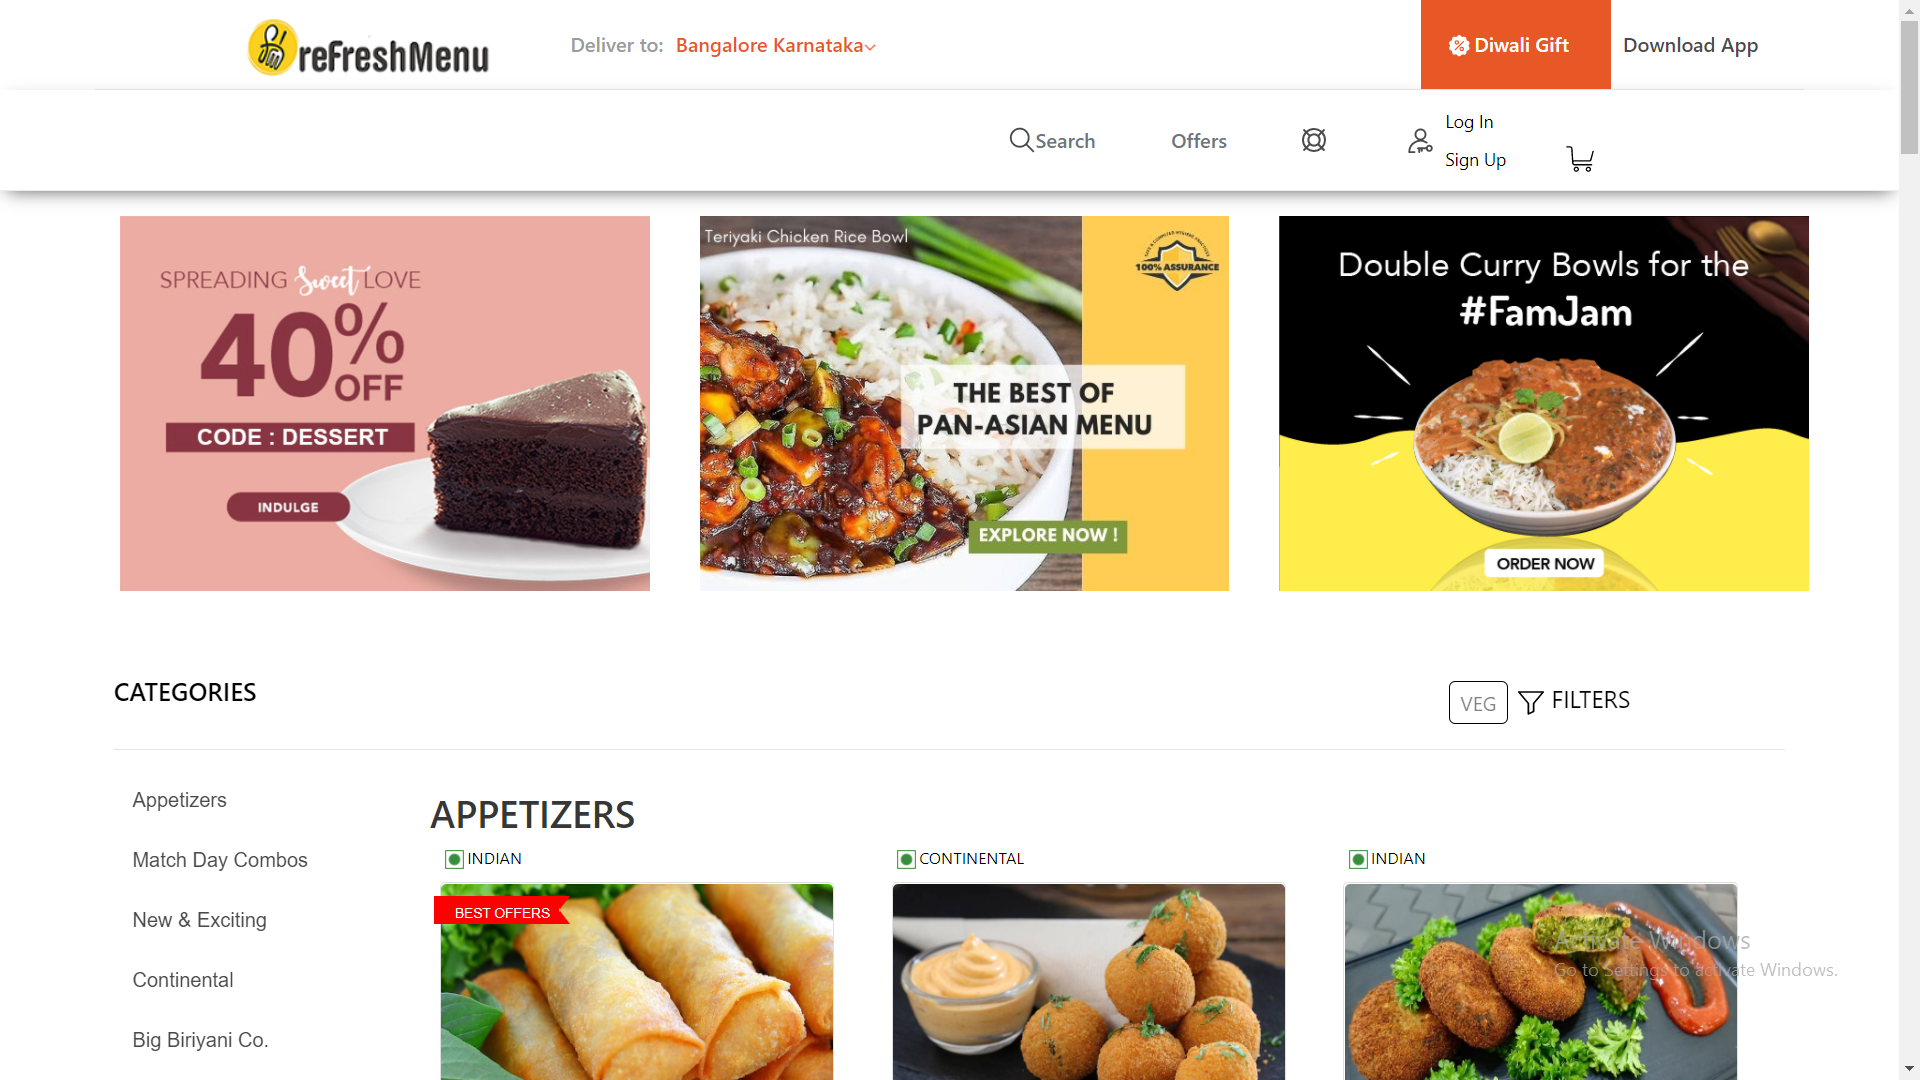 reFreshMenu
Deliver to: Bangalore Karnataka
Diwali Gift
Download App
Search
Offers
Log In
Sign Up
SPREADING Sweet LOVE
40% OFF
CODE : DESSERT
INDULGE
Teriyaki Chicken Rice Bowl
100% ASSURANCE
THE BEST OF
PAN-ASIAN MENU
EXPLORE NOW !
Double Curry Bowls for the
#FamJam
ORDER NOW
CATEGORIES
VEG
FILTERS
Appetizers
Match Day Combos
New & Exciting
Continental
Big Biriyani Co.
APPETIZERS
INDIAN
CONTINENTAL
INDIAN
BEST OFFERS
Activate Windows
Go to Settings to activate Windows.